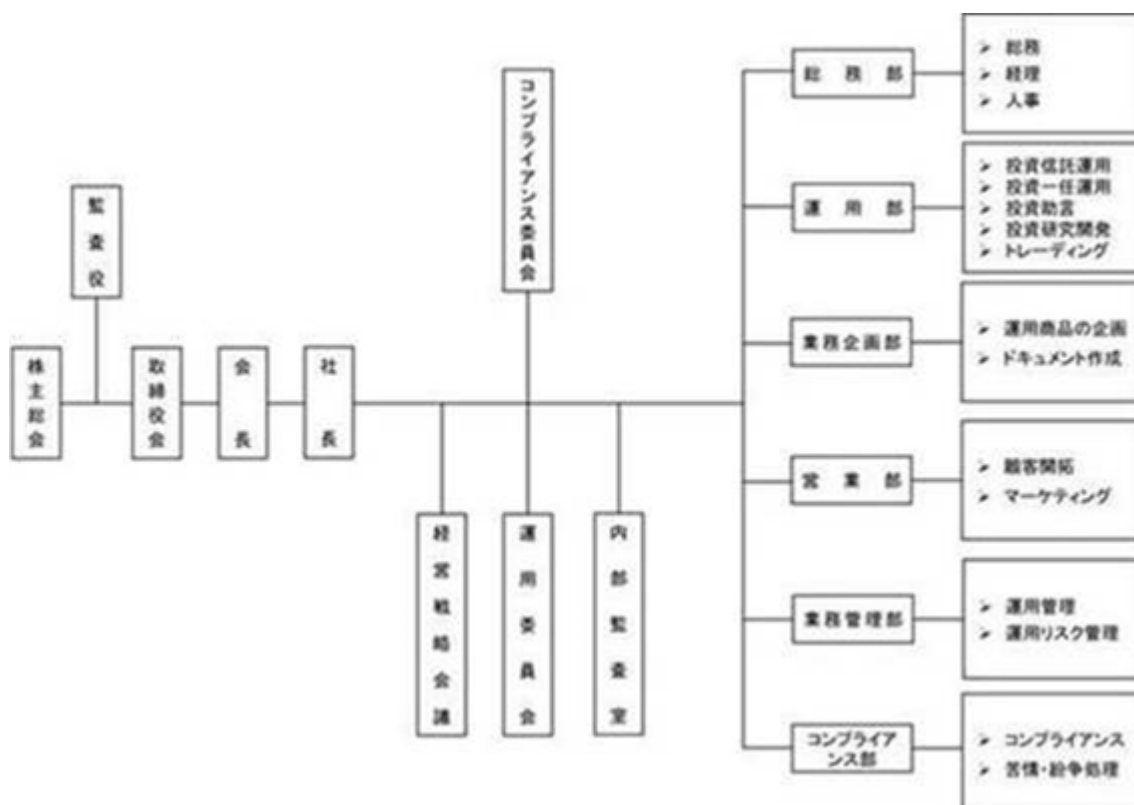 株主総会
監査役
取締役会
会長
社長
コンプライアンス委員会
経営戦略会議
運用委員会
内部監査室
総務部
総務
経理
人事
運用部
投資信託運用
投資一任運用
投資助言
投資研究開発
トレーディング
業務企画部
運用商品の企画
ドキュメント作成
営業部
顧客開拓
マーケティング
業務管理部
運用管理
運用リスク管理
コンプライア
ンス部
コンプライアンス
苦情・紛争処理